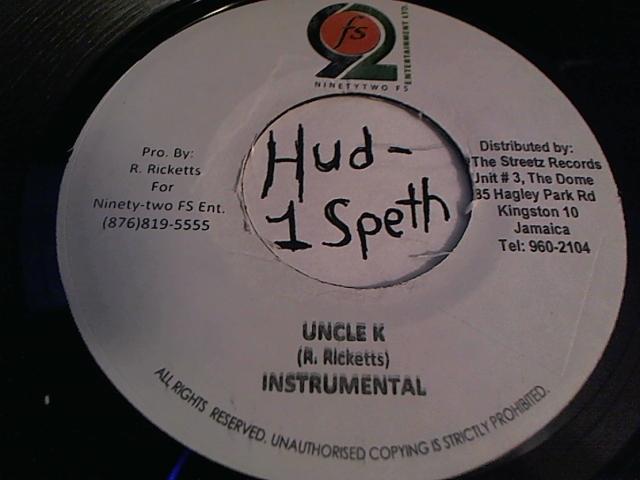 fs
92
ENTERTAINMENT LTD.
NINETYTWO FS
Pro. By:
R. Ricketts
For
Ninety-two FS Ent.
(876)819-5555
Hud-
1 Speth
Distributed by:
The Streetz Records
Unit # 3, The Dome
85 Hagley Park Rd
Kingston 10
Jamaica
Tel: 960-2104
UNCLE K
(R. Ricketts)
INSTRUMENTAL
ALL RIGHTS RESERVED. UNAUTHORISED COPYING IS STRICTLY PROHIBITED.